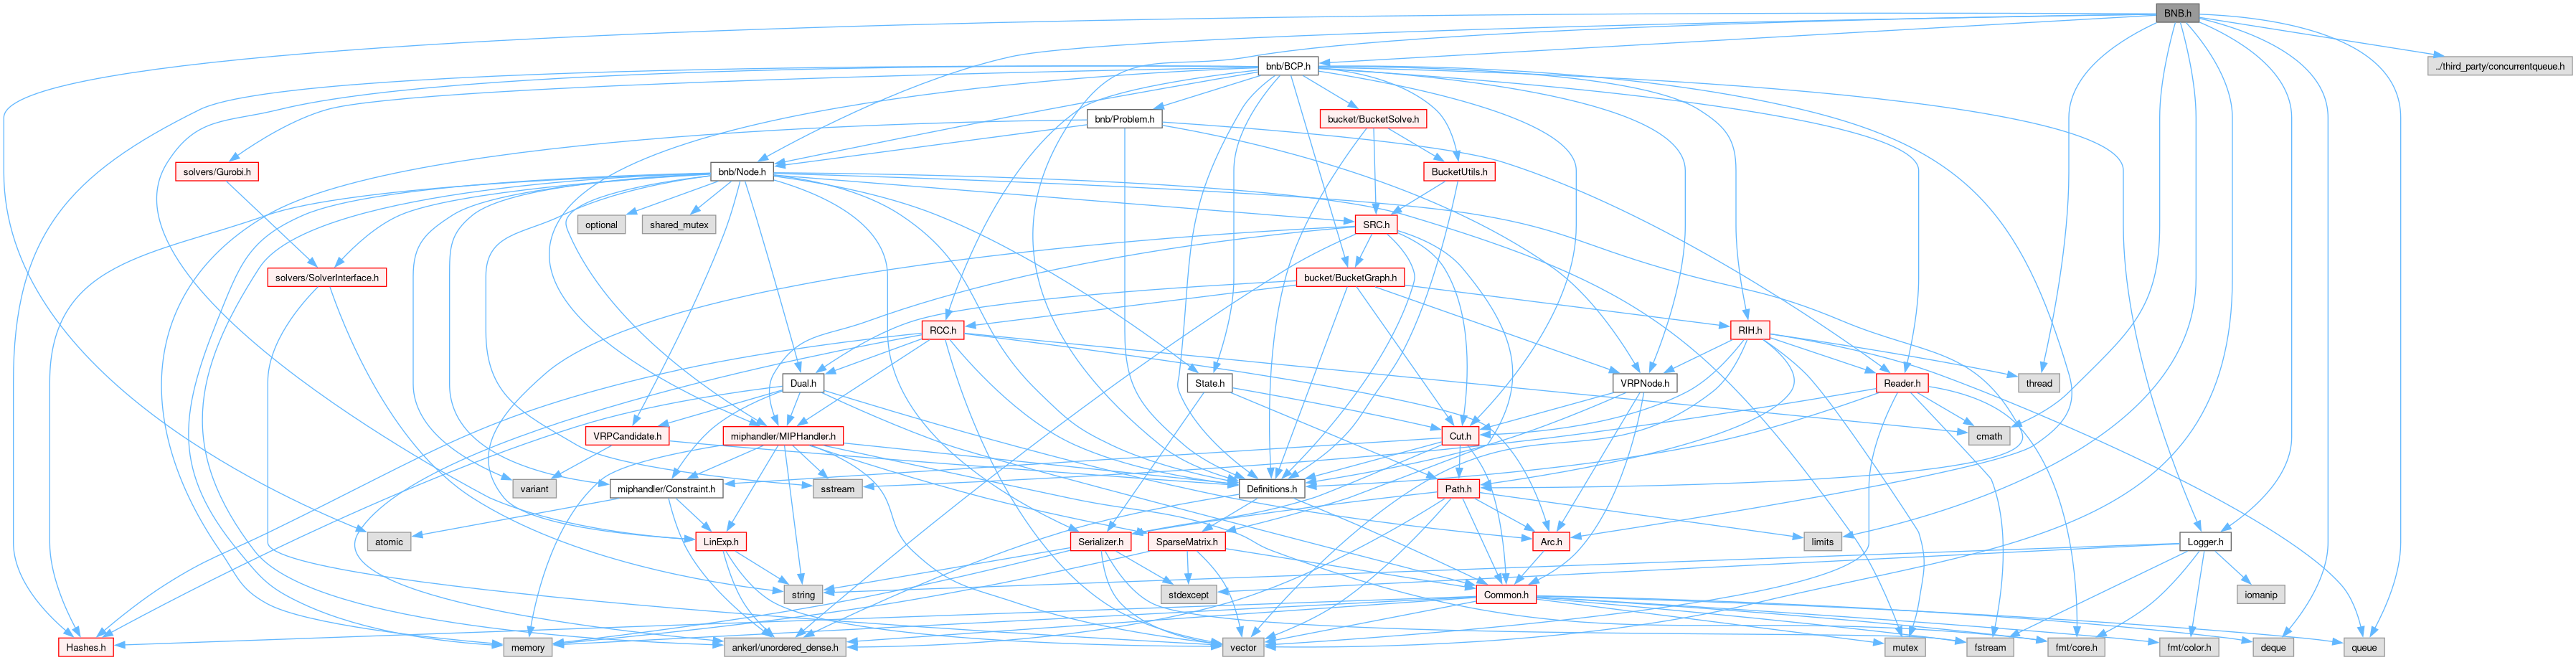 BNB.h
bnb/BCP.h
../third_party/concurrentqueue.h
bnb/Problem.h
bucket/BucketSolve.h
solvers/Gurobi.h
bnb/Node.h
BucketUtils.h
optional
shared_mutex
SRC.h
solvers/SolverInterface.h
bucket/BucketGraph.h
RCC.h
RIH.h
Dual.h
State.h
VRPNode.h
Reader.h
thread
VRPCandidate.h
miphandler/MIPHandler.h
Cut.h
cmath
variant
miphandler/Constraint.h
sstream
Definitions.h
Path.h
atomic
LinExp.h
Serializer.h
SparseMatrix.h
Arc.h
limits
Logger.h
string
stdexcept
Common.h
iomanip
Hashes.h
memory
ankerl/unordered_dense.h
vector
mutex
fstream
fmt/core.h
fmt/color.h
deque
queue